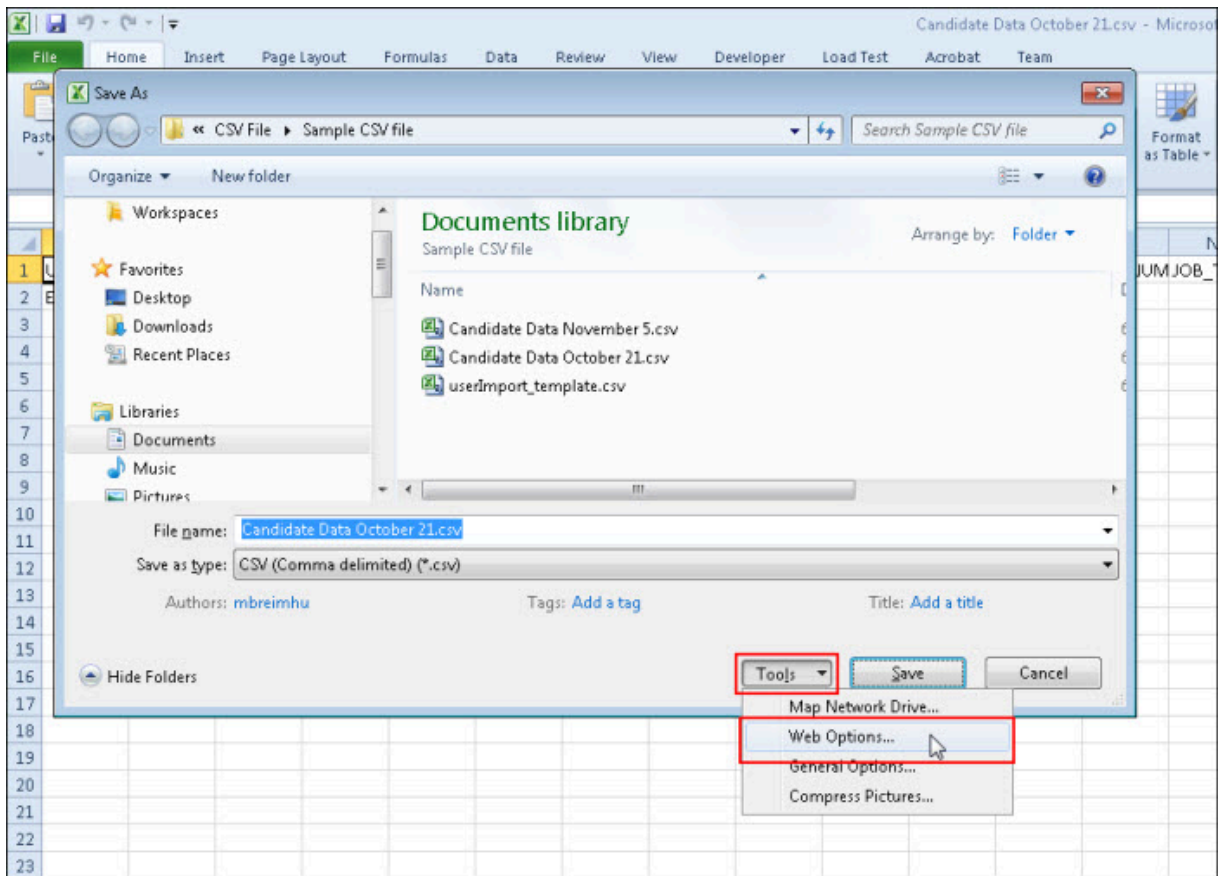 Candidate Data October 21.csv - Microsof
File Home Insert Page Layout Formulas Data Review View Developer Load Test Acrobat Team
Save As
« CSV File Sample CSV file Search Sample CSV file
Format
as Table
Organize New folder
Workspaces
Documents library
Sample CSV file
Arrange by: Folder
Favorites
Desktop
Downloads
Recent Places
Libraries
Documents
Music
Pictures
Name
Candidate Data November 5.csv
Candidate Data October 21.csv
userImport_template.csv
N
1 JOB_
2
3
4
5
6
7
8
9
10
11
12
13
14
15
16
17
18
19
20
21
22
23
File name: Candidate Data October 21.csv
Save as type: CSV (Comma delimited) (*.csv)
Authors: mbreimhu Tags: Add a tag Title: Add a title
Hide Folders Tools Save Cancel
Map Network Drive...
Web Options...
General Options...
Compress Pictures...